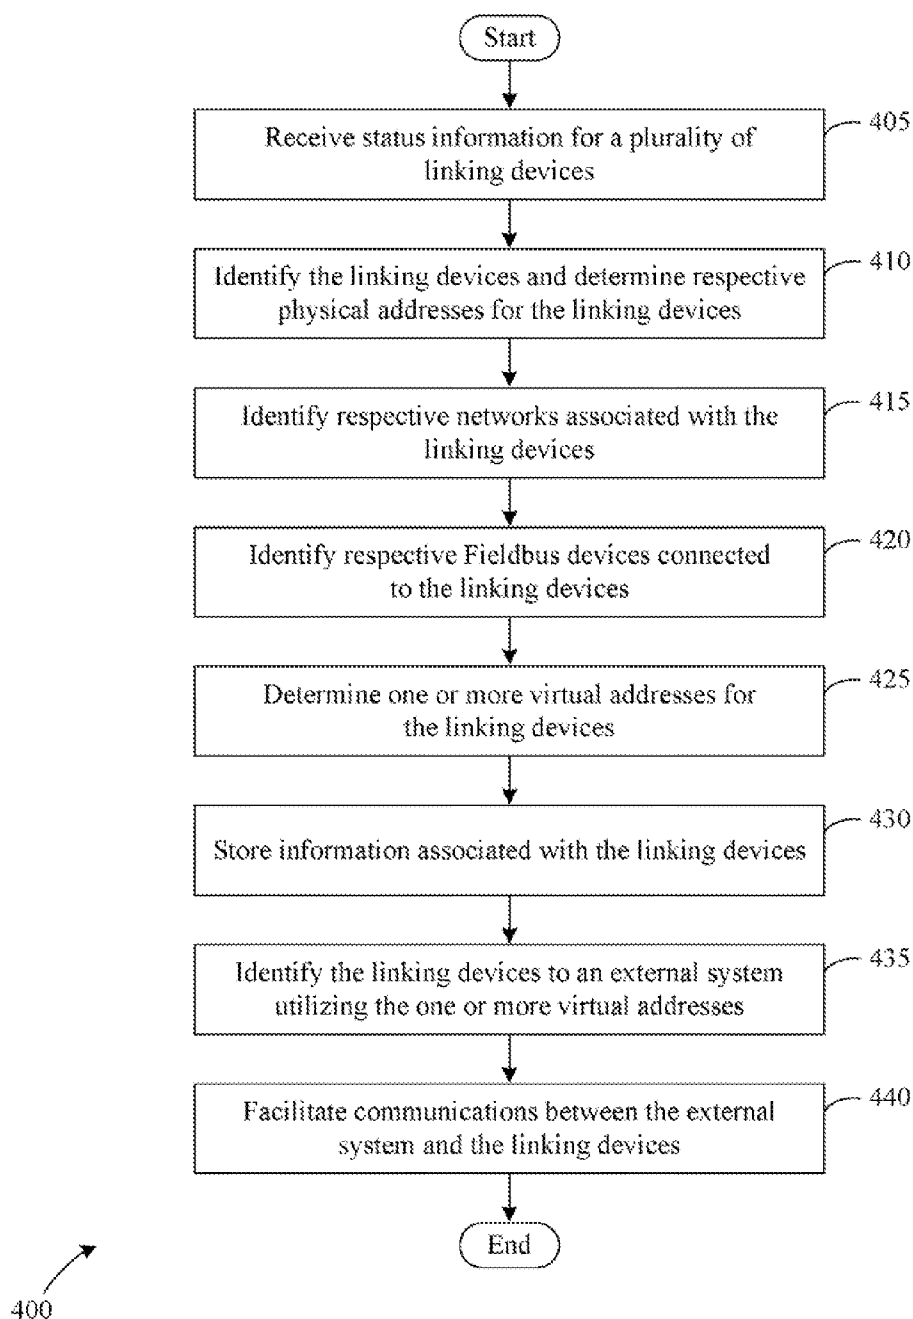 Start
Receive status information for a plurality of
linking devices
405
Identify the linking devices and determine respective
physical addresses for the linking devices
410
Identify respective networks associated with the
linking devices
415
Identify respective Fieldbus devices connected
to the linking devices
420
Determine one or more virtual addresses for
the linking devices
425
Store information associated with the linking devices
430
Identify the linking devices to an external system
utilizing the one or more virtual addresses
435
Facilitate communications between the external
system and the linking devices
440
End
400